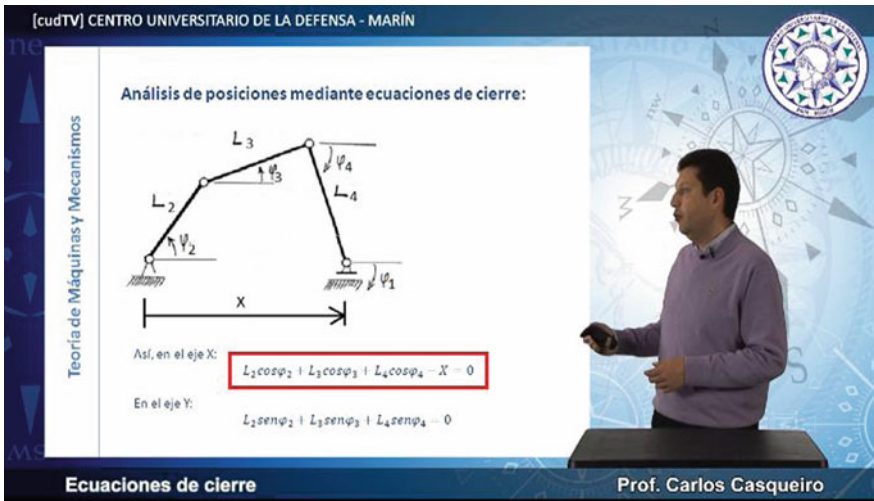 [cudTV] CENTRO UNIVERSITARIO DE LA DEFENSA - MARÍN
Teoría de Máquinas y Mecanismos
Análisis de posiciones mediante ecuaciones de cierre:
L3
φ4
φ3
L2
L4
φ2
φ1
X
Así, en el eje X:
L₂cosφ₂ + L₃cosφ₃ + L₄cosφ₄ − X = 0
En el eje Y:
L₂senφ₂ + L₃senφ₃ + L₄senφ₄ = 0
Ecuaciones de cierre
Prof. Carlos Casqueiro